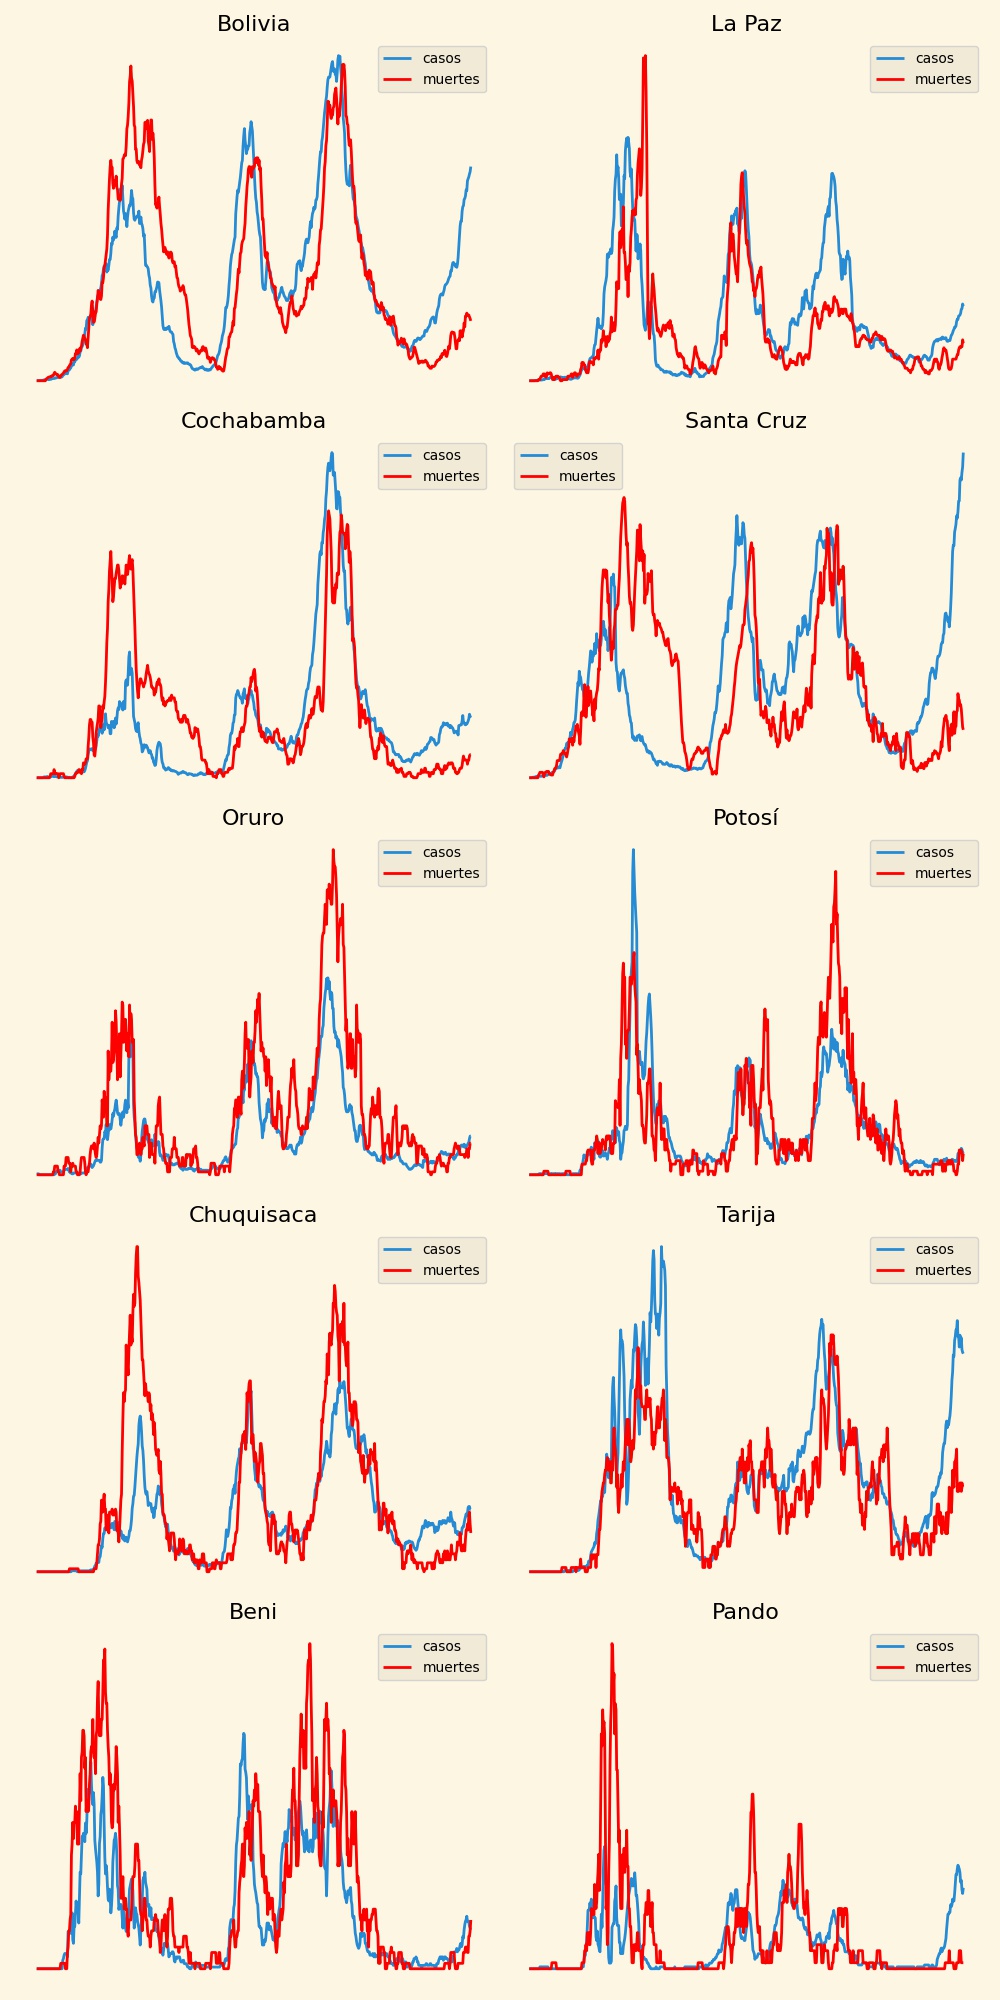 Bolivia
casos
muertes
La Paz
casos
muertes
Cochabamba
casos
muertes
Santa Cruz
casos
muertes
Oruro
casos
muertes
Potosí
casos
muertes
Chuquisaca
casos
muertes
Tarija
casos
muertes
Beni
casos
muertes
Pando
casos
muertes